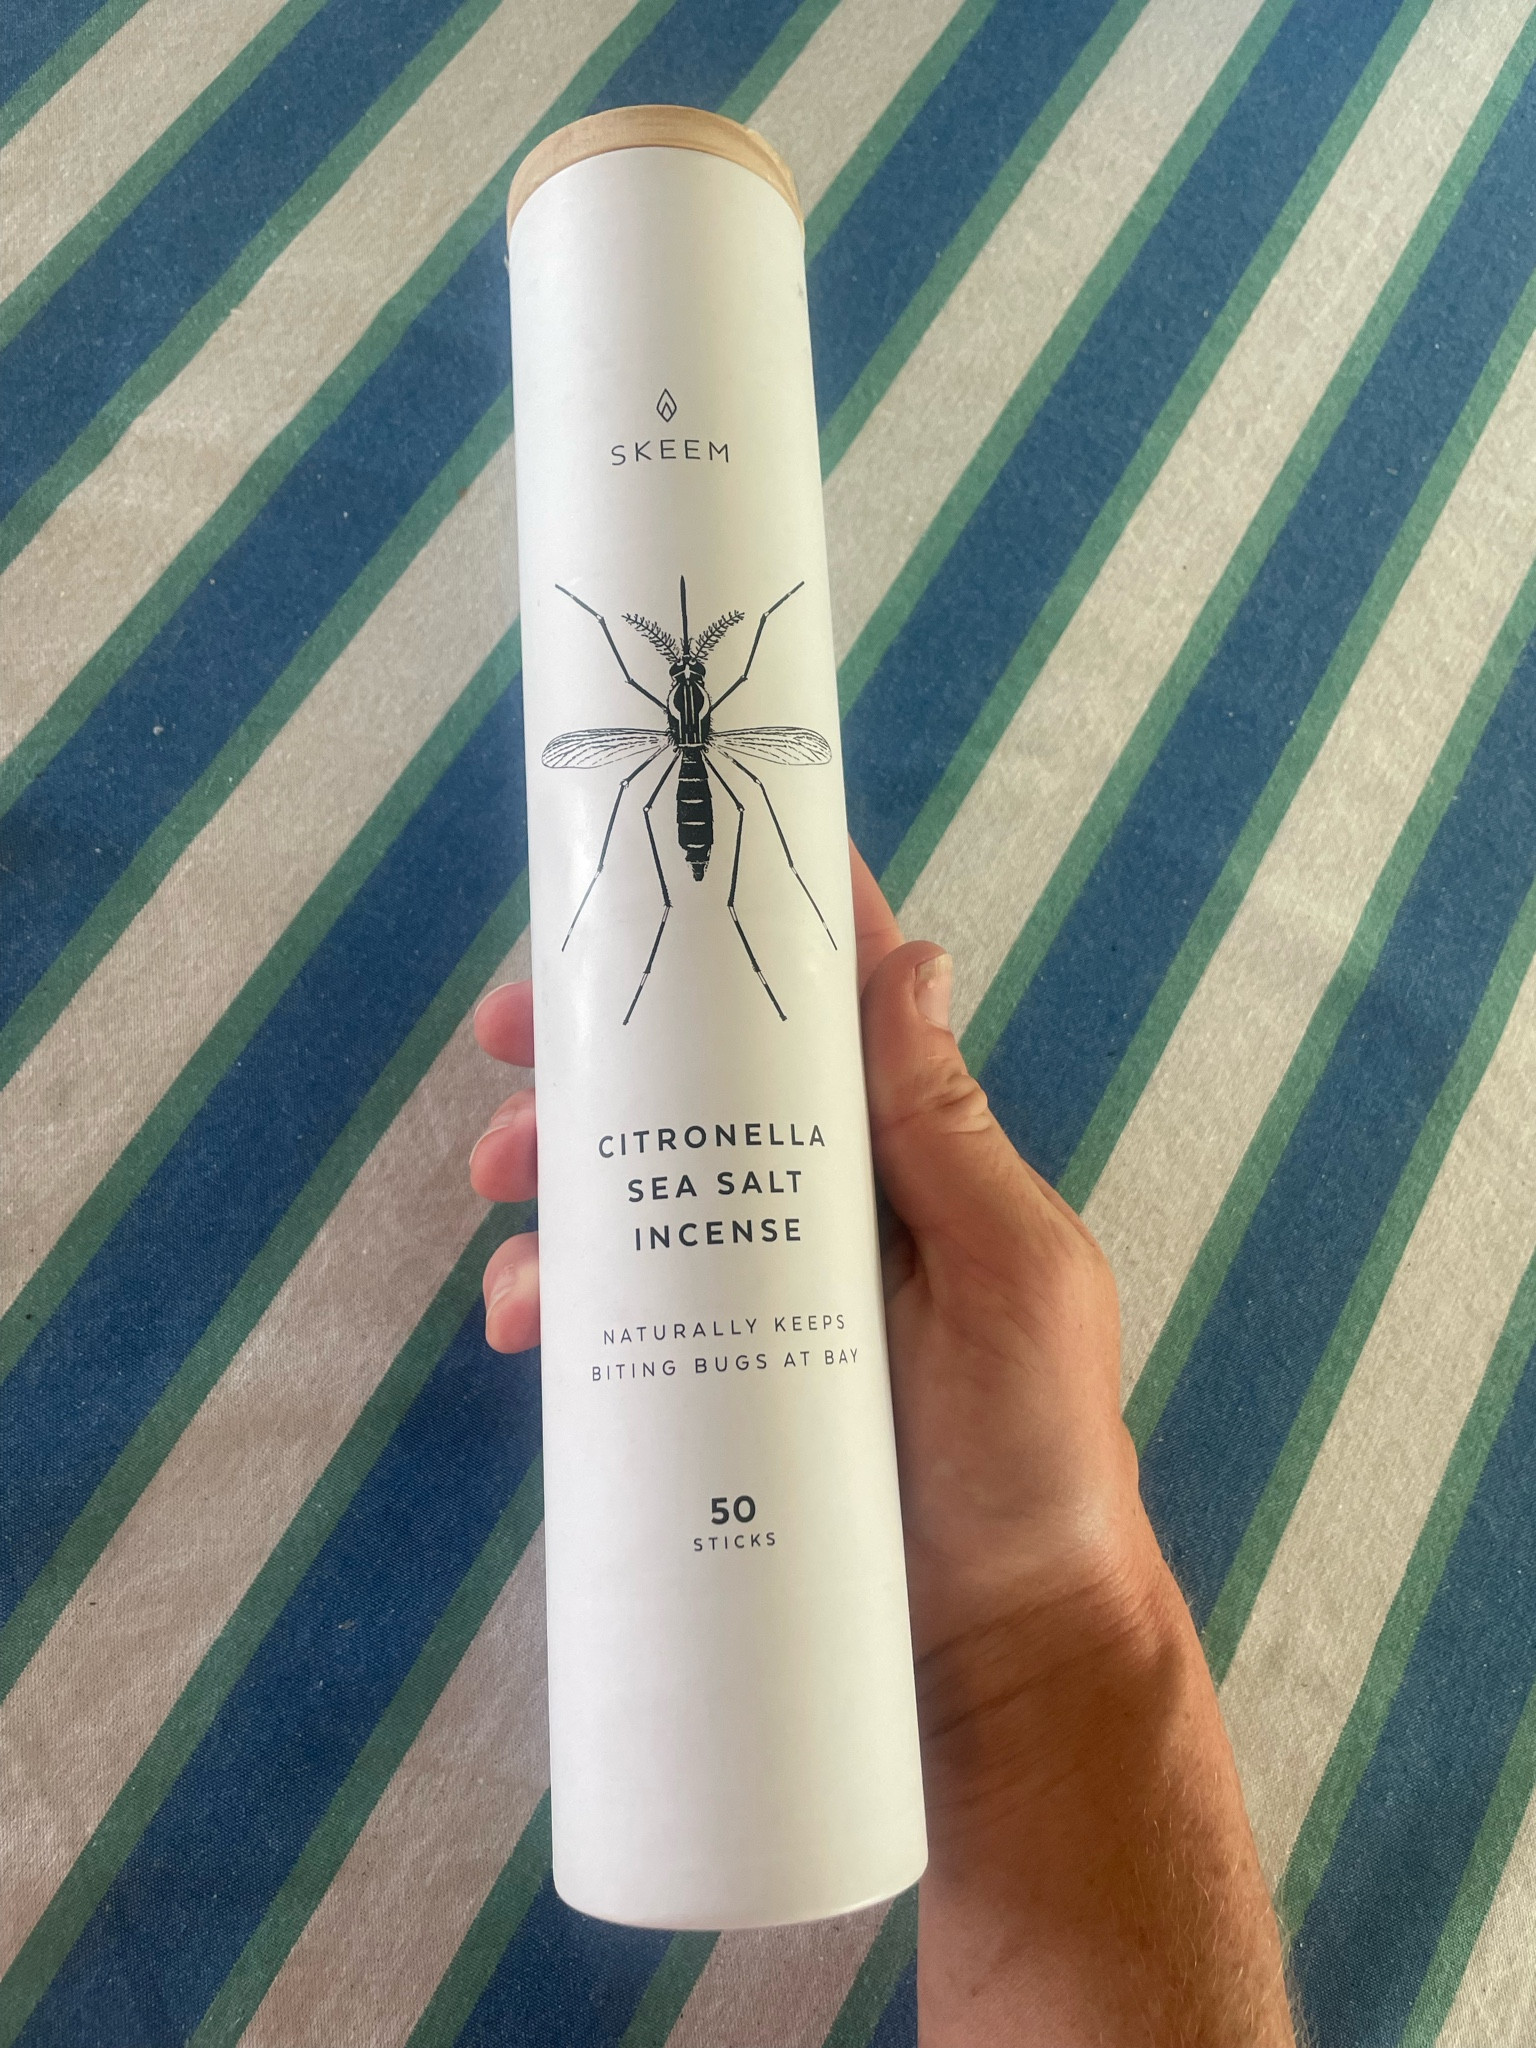 SKEEM
CITRONELLA
SEA SALT
INCENSE
NATURALLY KEEPS
BITING BUGS AT BAY
50
STICKS